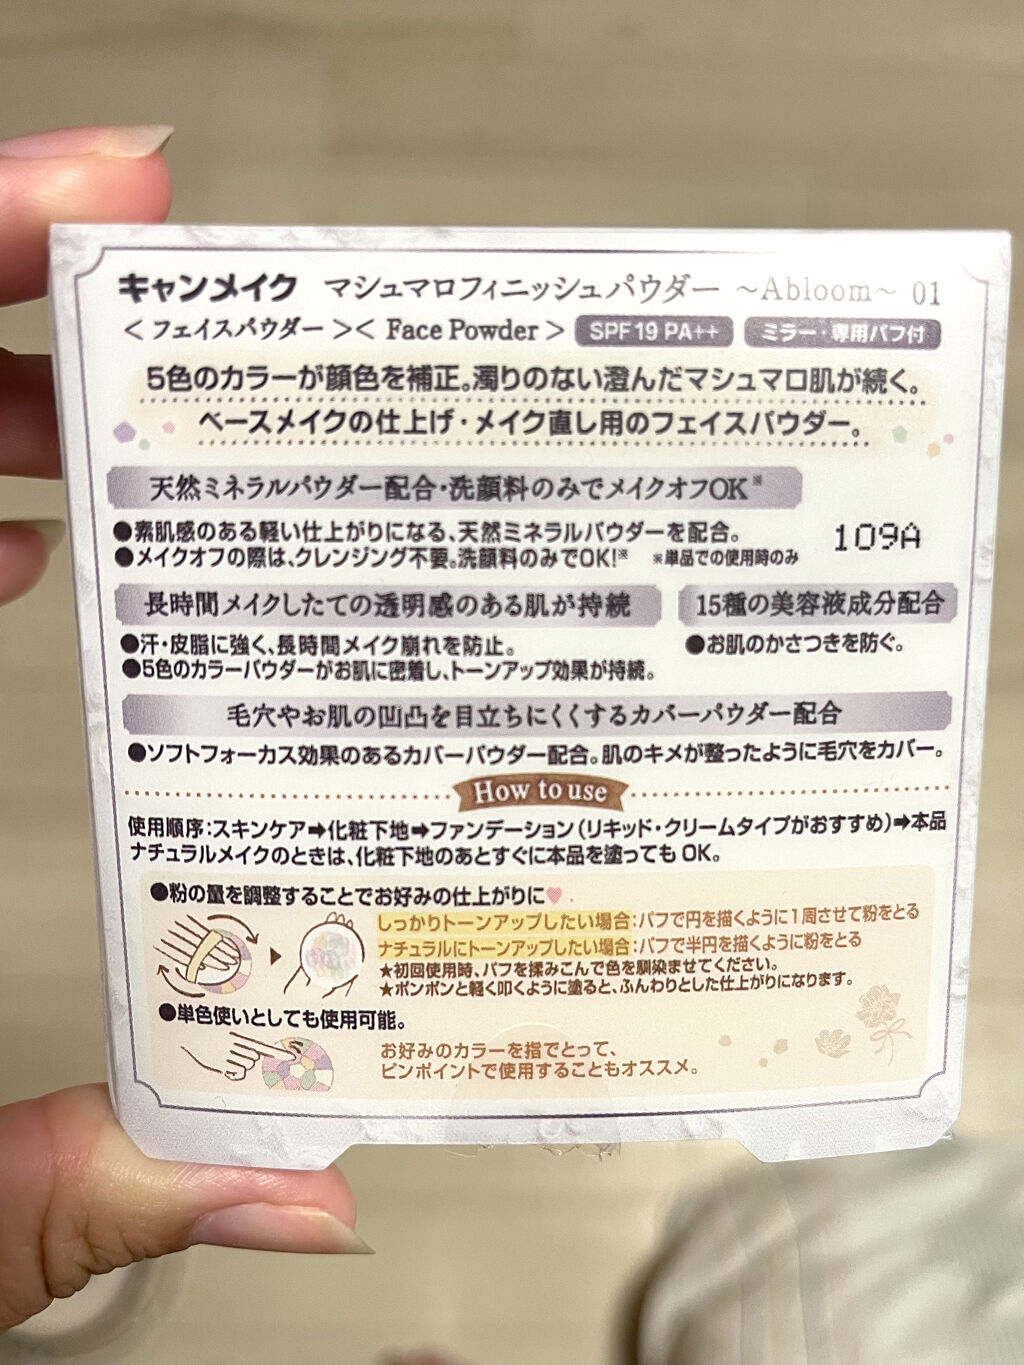 キャンメイク マシュマロフィニッシュパウダー ～Abloom～ 01
＜フェイスパウダー＞＜Face Powder＞ SPF19 PA++ ミラー・専用パフ付
5色のカラーが顔色を補正。濁りのない澄んだマシュマロ肌が続く。
ベースメイクの仕上げ・メイク直し用のフェイスパウダー。
天然ミネラルパウダー配合・洗顔料のみでメイクオフOK※
●素肌感のある軽い仕上がりになる、天然ミネラルパウダーを配合。
●メイクオフの際は、クレンジング不要。洗顔料のみでOK!※ ※単品での使用時のみ
109A
長時間メイクしたての透明感のある肌が持続
●汗・皮脂に強く、長時間メイク崩れを防止。
●5色のカラーパウダーがお肌に密着し、トーンアップ効果が持続。
15種の美容液成分配合
●お肌のかさつきを防ぐ。
毛穴やお肌の凹凸を目立ちにくくするカバーパウダー配合
●ソフトフォーカス効果のあるカバーパウダー配合。肌のキメが整ったように毛穴をカバー。
How to use
使用順序：スキンケア➡化粧下地➡ファンデーション（リキッド・クリームタイプがおすすめ）➡本品
ナチュラルメイクのときは、化粧下地のあとすぐに本品を塗ってもOK。
●粉の量を調整することでお好みの仕上がりに♥
しっかりトーンアップしたい場合：パフで円を描くように1周させて粉をとる
ナチュラルにトーンアップしたい場合：パフで半円を描くように粉をとる
★初回使用時、パフを揉みこんで色を馴染ませてください。
★ポンポンと軽く叩くように塗ると、ふんわりとした仕上がりになります。
●単色使いとしても使用可能。
お好みのカラーを指でとって、
ピンポイントで使用することもオススメ。